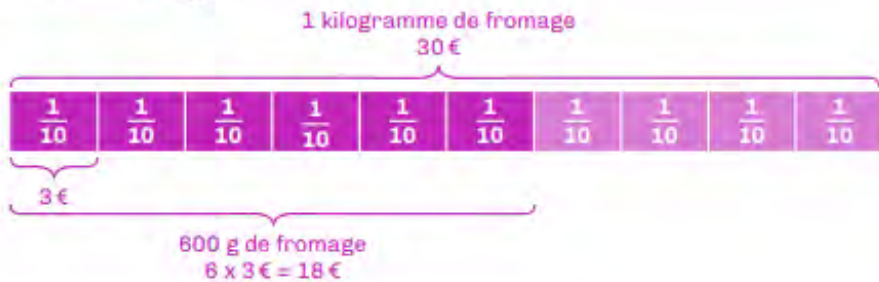 1 kilogramme de fromage
30 €
1/10 1/10 1/10 1/10 1/10 1/10 1/10 1/10 1/10 1/10
3 €
600 g de fromage
6 x 3 € = 18 €